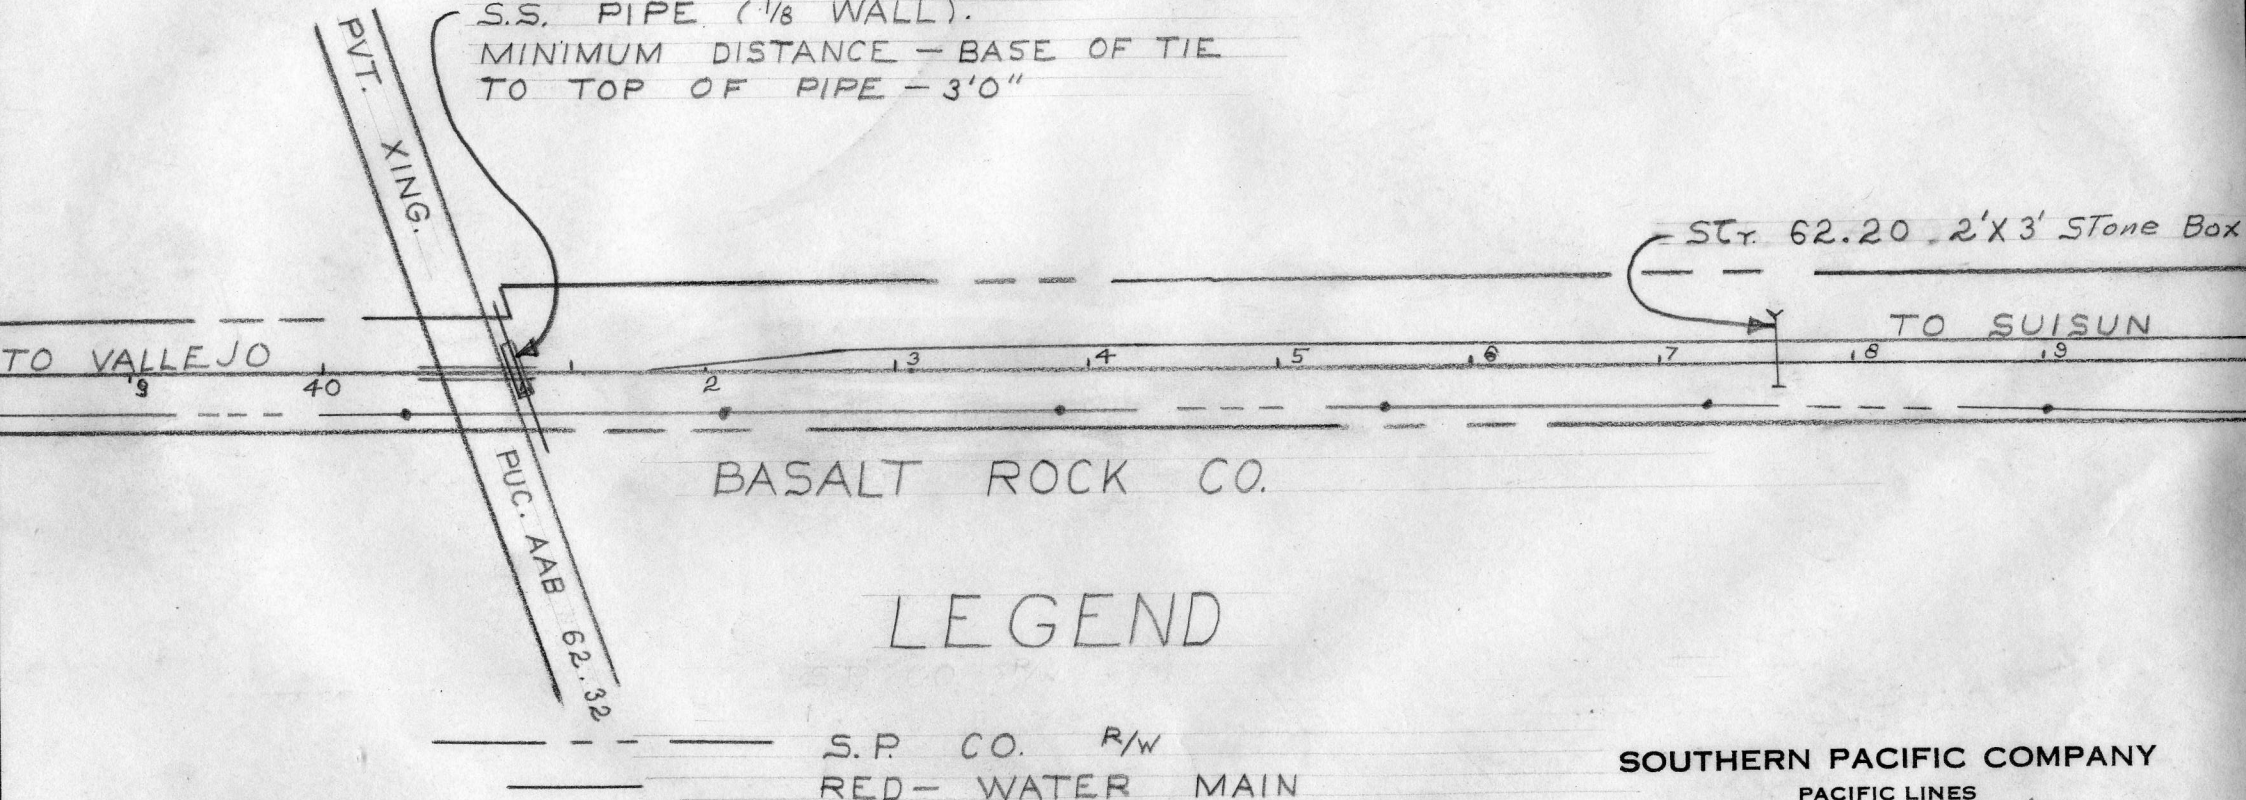 S.S. PIPE (1/8 WALL).
MINIMUM DISTANCE — BASE OF TIE
TO TOP OF PIPE — 3'0"
PVT. XING.
STr. 62.20 2'X3' STone Box
TO VALLEJO
TO SUISUN
9 40 1 2 3 4 5 6 7 8 9
BASALT ROCK CO.
PUC. AAB 62.32
LEGEND
S.P. CO. R/W
RED— WATER MAIN
SOUTHERN PACIFIC COMPANY
PACIFIC LINES